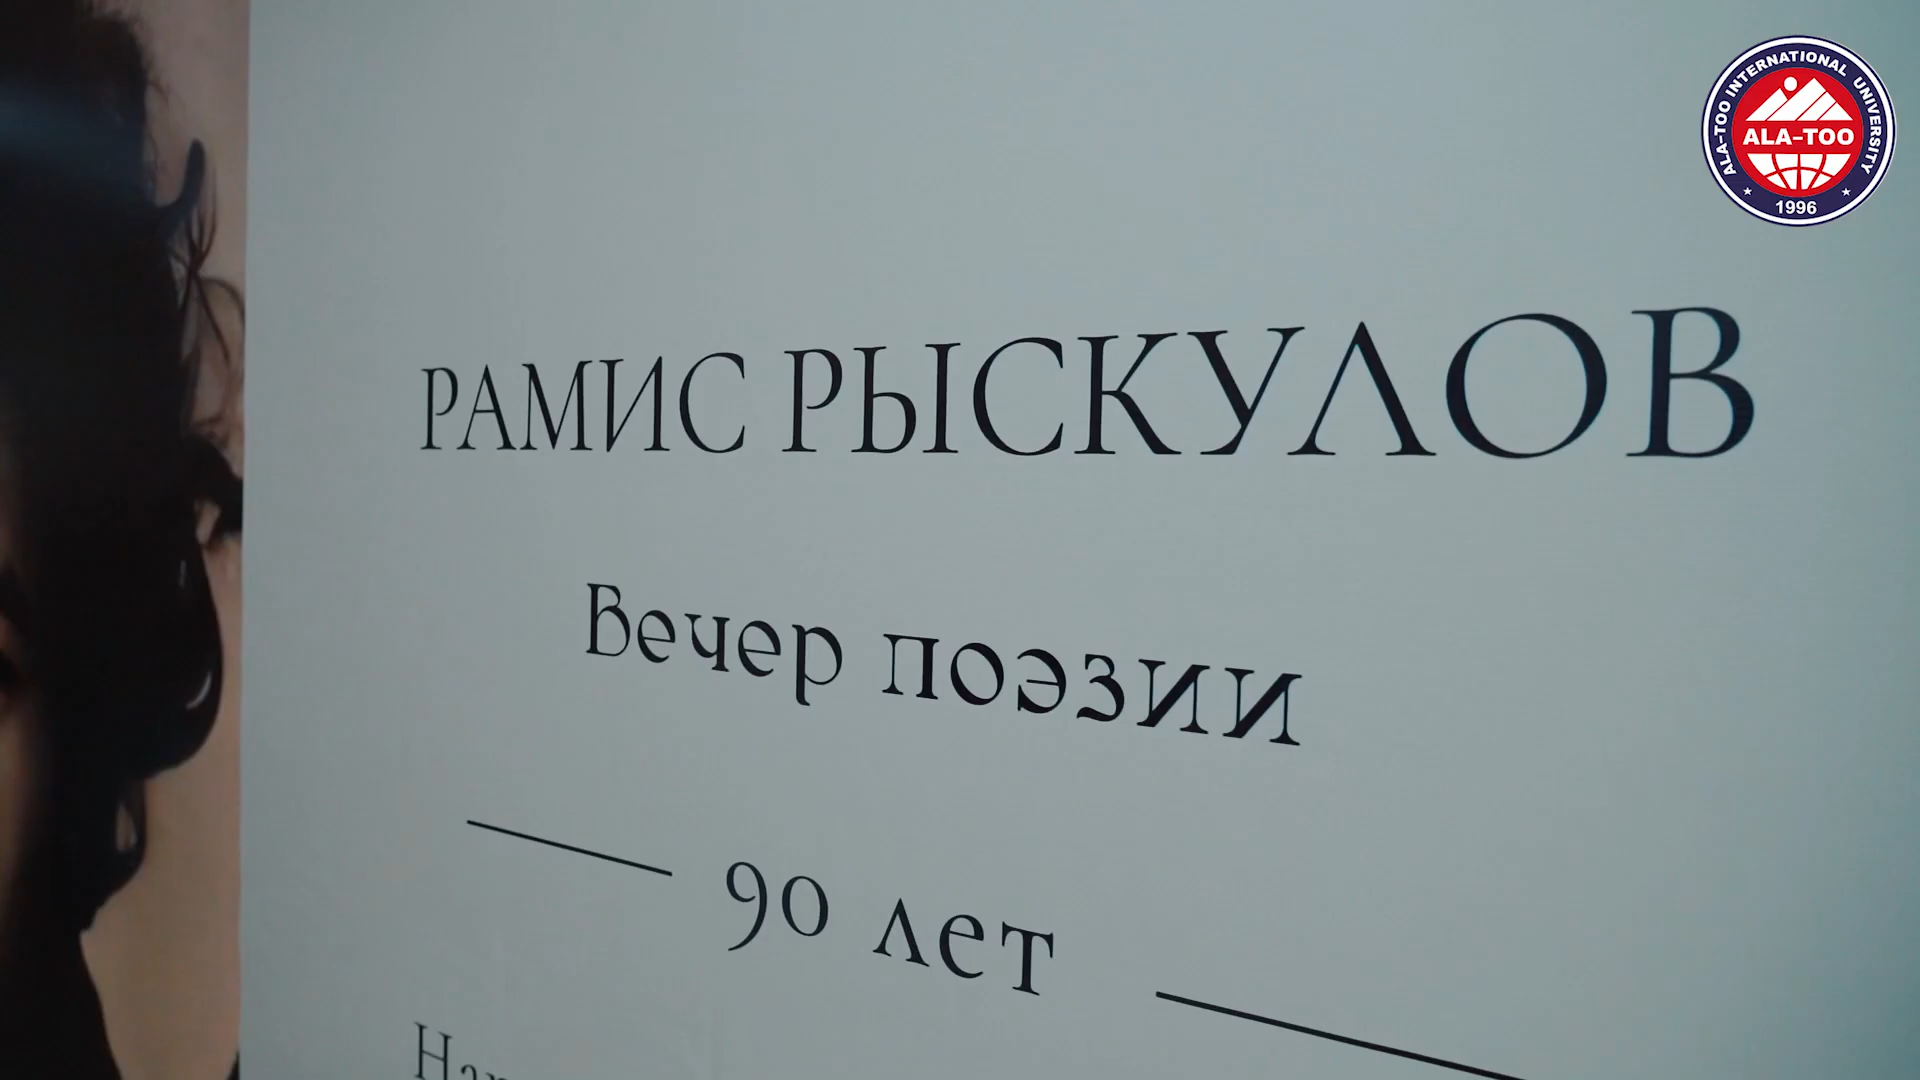 ALA-TOO INTERNATIONAL UNIVERSITY
ALA-TOO
1996
РАМИС РЫСКУЛОВ
Вечер поэзии
90 лет